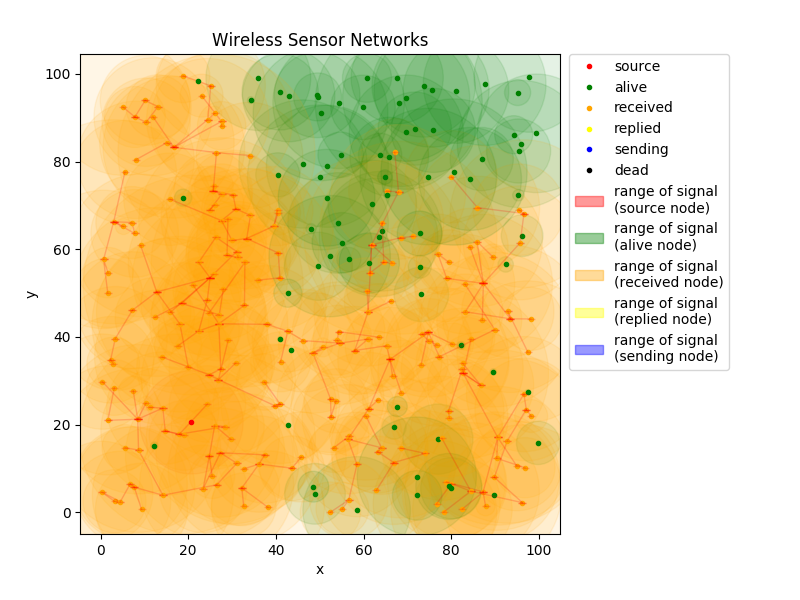 Wireless Sensor Networks
100
80
60
40
20
0
y
0 20 40 60 80 100
x
source
alive
received
replied
sending
dead
range of signal
(source node)
range of signal
(alive node)
range of signal
(received node)
range of signal
(replied node)
range of signal
(sending node)